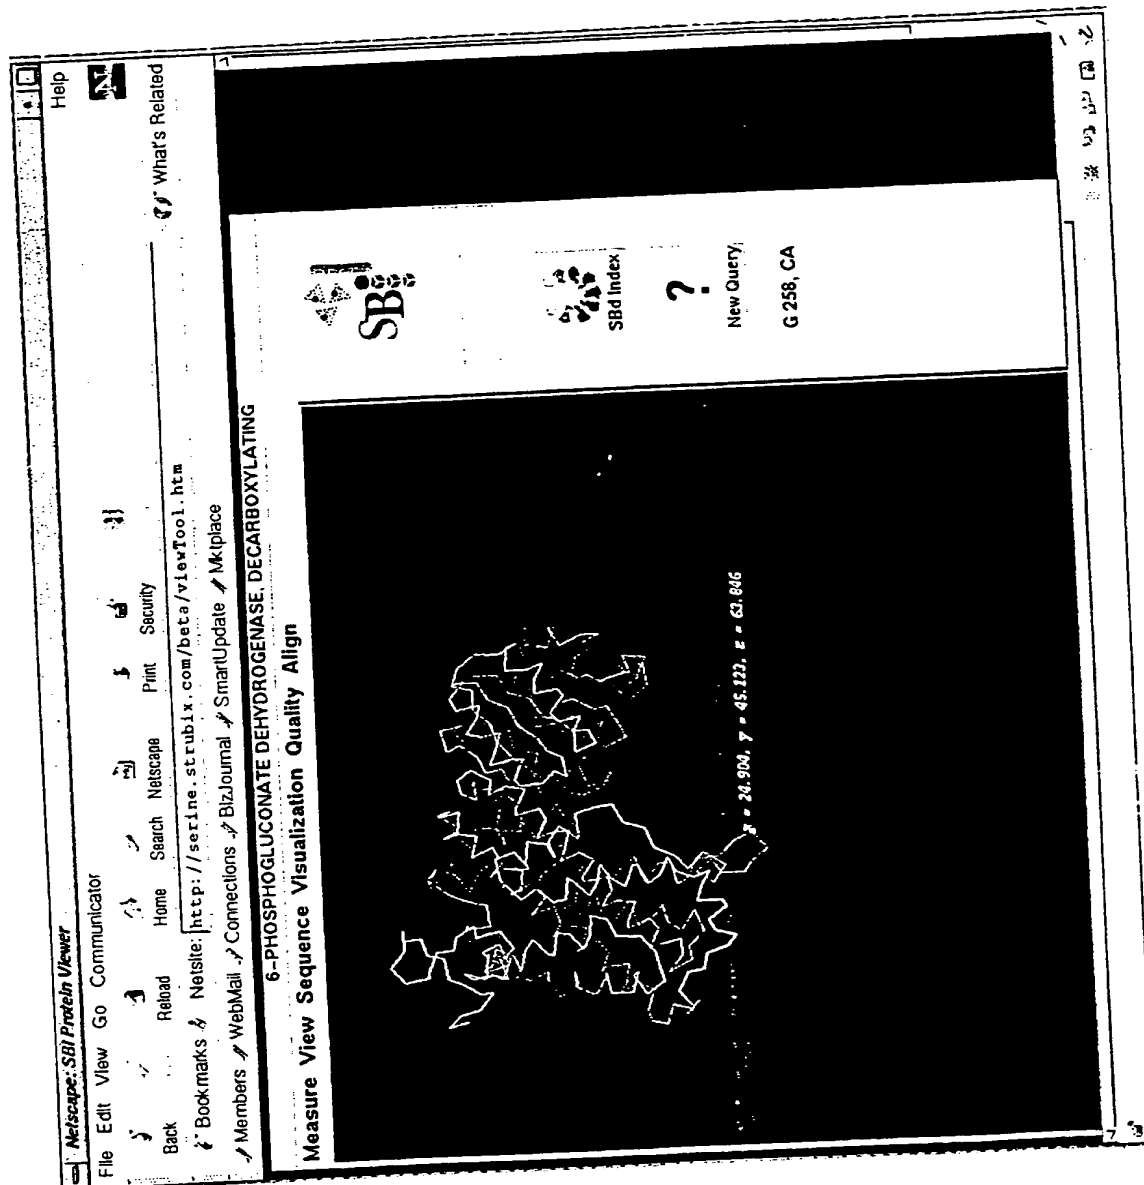 Netscape: SBI Protein Viewer
File Edit View Go Communicator Help
Back Reload Home Search Netscape Print Security
N
Bookmarks Netsite: http://serine.strubix.com/beta/viewTool.htm What's Related
Members WebMail Connections BizJournal SmartUpdate Mktplace
6-PHOSPHOGLUCONATE DEHYDROGENASE, DECARBOXYLATING
Measure View Sequence Visualization Quality Align
SB
SBd Index
?
New Query
G 258, CA
x = 24.904, y = 45.123, z = 63.846